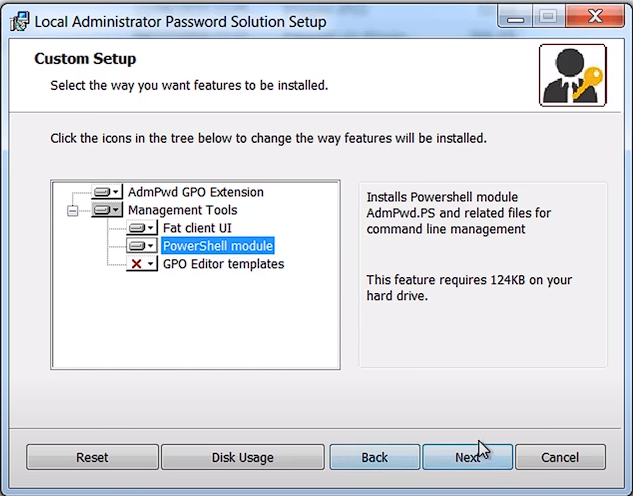 Local Administrator Password Solution Setup
Custom Setup
Select the way you want features to be installed.
Click the icons in the tree below to change the way features will be installed.
AdmPwd GPO Extension
Management Tools
Fat client UI
PowerShell module
GPO Editor templates
Installs Powershell module
AdmPwd.PS and related files for
command line management
This feature requires 124KB on your
hard drive.
Reset
Disk Usage
Back
Next
Cancel